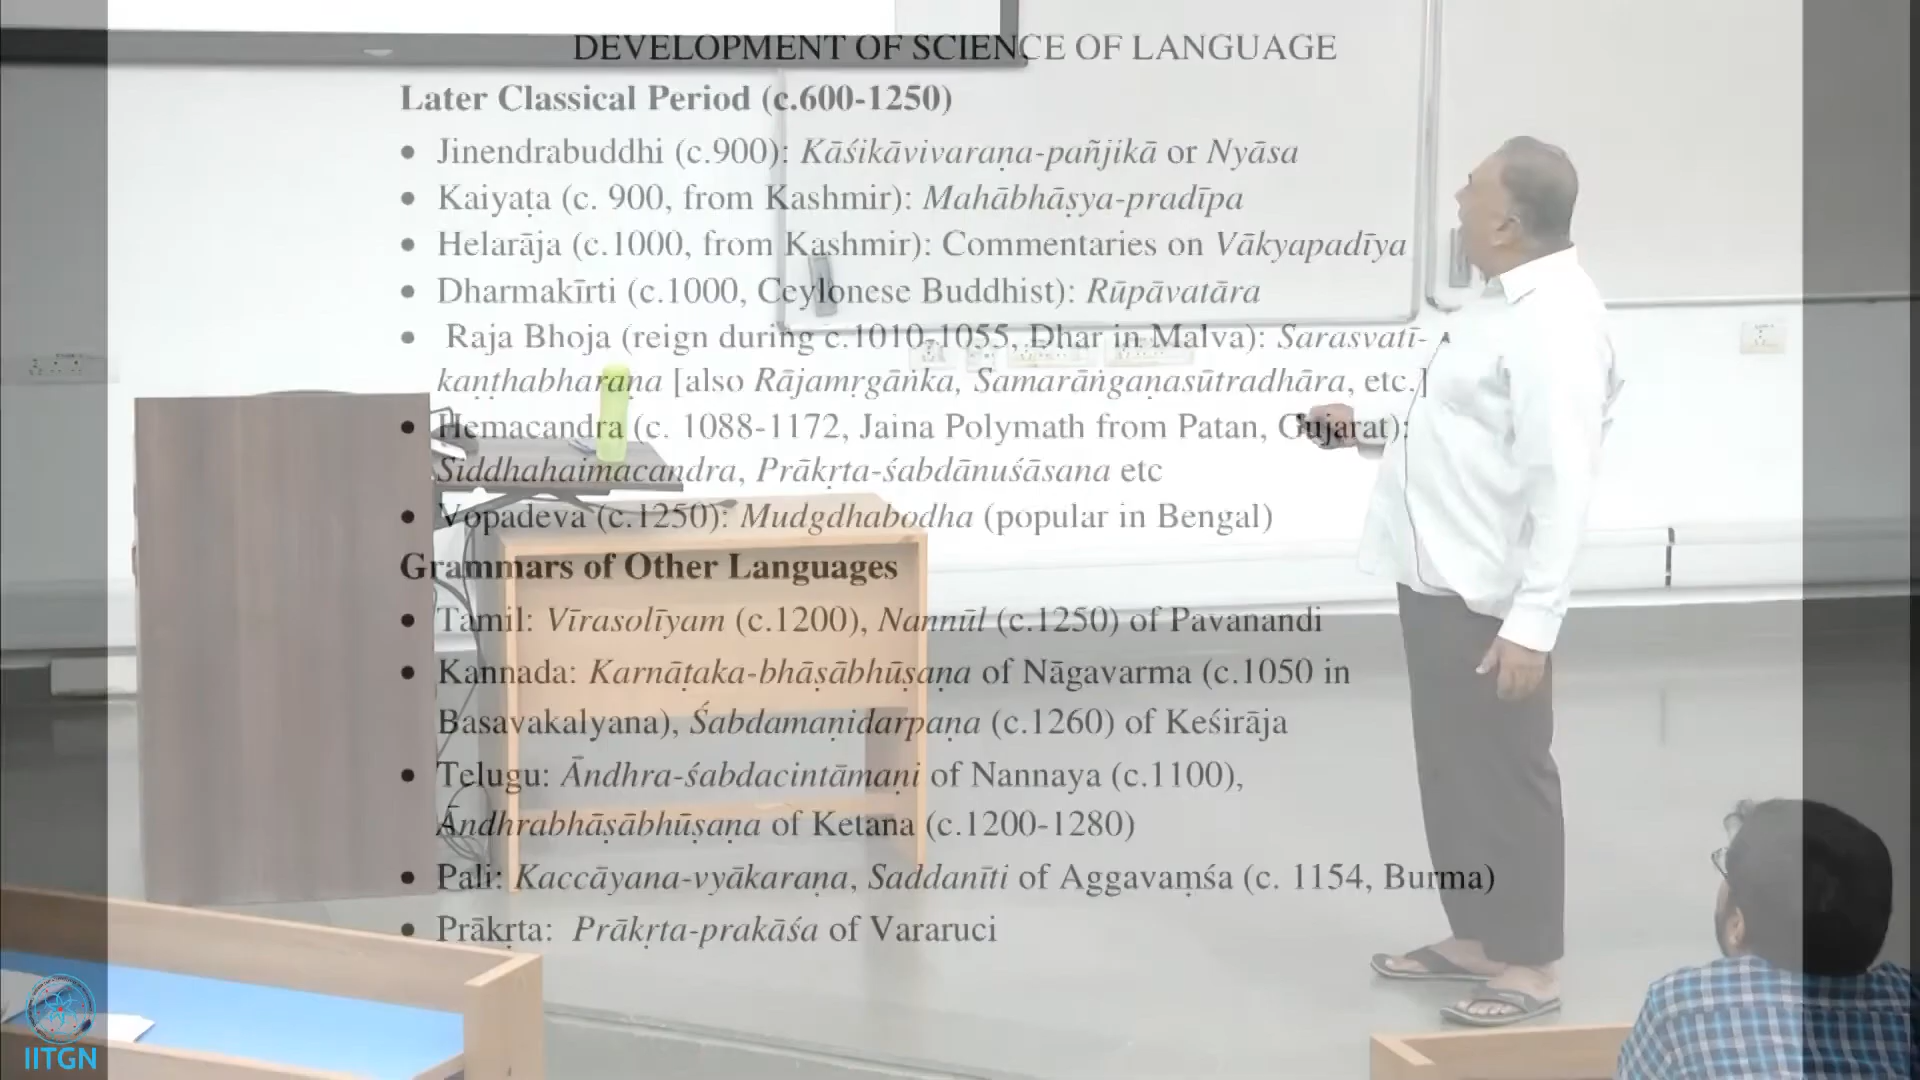 DEVELOPMENT OF SCIENCE OF LANGUAGE
Later Classical Period (c.600-1250)
• Jinendrabuddhi (c.900): Kāśikāvivaraṇa-pañjikā or Nyāsa
• Kaiyaṭa (c. 900, from Kashmir): Mahābhāṣya-pradīpa
• Helarāja (c.1000, from Kashmir): Commentaries on Vākyapadīya
• Dharmakīrti (c.1000, Ceylonese Buddhist): Rūpāvatāra
• Raja Bhoja (reign during c.1010-1055, Dhar in Malva): Sarasvatī-
kaṇṭhabharaṇa [also Rājamṛgāṅka, Samarāṅgaṇasūtradhāra, etc.]
• Hemacandra (c. 1088-1172, Jaina Polymath from Patan, Gujarat):
Siddhahaimacandra, Prākṛta-śabdānuśāsana etc
• Vopadeva (c.1250): Mudgdhabodha (popular in Bengal)
Grammars of Other Languages
• Tamil: Vīrasolīyam (c.1200), Nannūl (c.1250) of Pavanandi
• Kannada: Karnāṭaka-bhāṣābhūṣaṇa of Nāgavarma (c.1050 in
Basavakalyana), Śabdamaṇidarpaṇa (c.1260) of Keśirāja
• Telugu: Āndhra-śabdacintāmaṇi of Nannaya (c.1100),
Āndhrabhāṣābhūṣaṇa of Ketana (c.1200-1280)
• Pali: Kaccāyana-vyākaraṇa, Saddanīti of Aggavaṃśa (c. 1154, Burma)
• Prākṛta: Prākṛta-prakāśa of Vararuci
IITGN